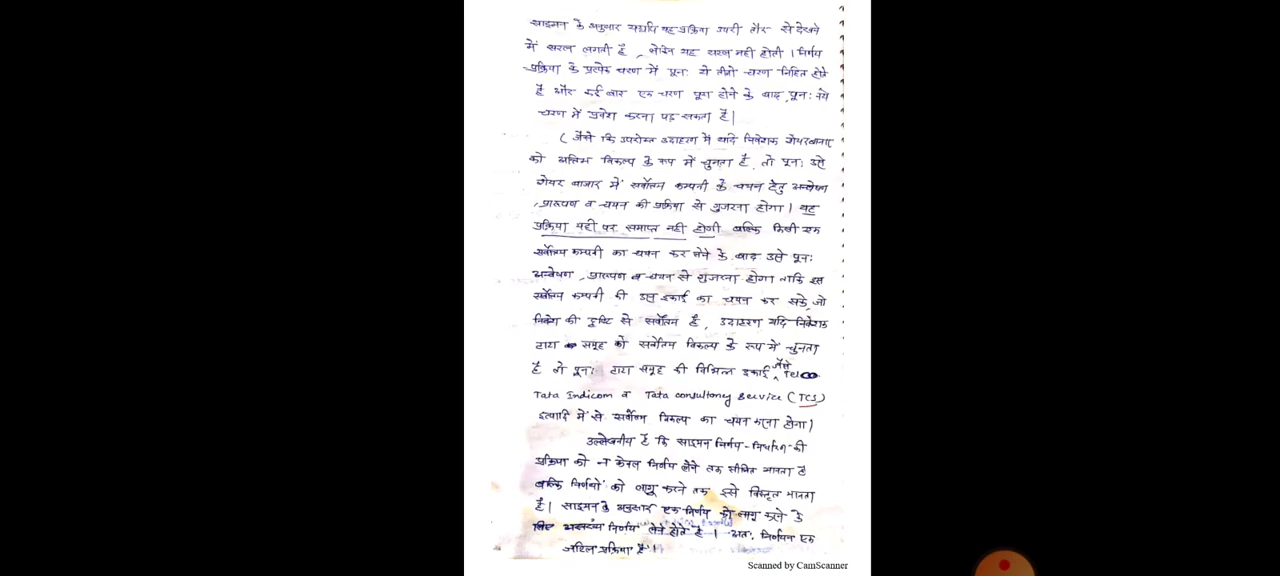 साइमन के अनुसार यद्यपि यह प्रक्रिया उपरी तौर से देखने
में सरल लगती है, लेकिन यह सरल नही होती। निर्णय
प्रक्रिया के प्रत्येक चरण में पुन: ये तीनो चरण निहित होते
है और कई बार एक चरण पूरा होने के बाद, पुन: नये
चरण में प्रवेश करना पड़ सकता है।
(जैसे कि उपरोक्त उदाहरण में यदि निवेशक शेयर बाजार
को अंतिम विकल्प के रूप में चुनता है, तो पुन: उसे
शेयर बाजार में सर्वोतम कम्पनी के चयन हेतु अन्वेषण
, प्रारूपण व चयन की प्रक्रिया से गुजरना होगा। यह
प्रक्रिया यही पर समाप्त नही होगी बल्कि किसी एक
सर्वोतम कम्पनी का चयन कर लेने के बाद उसे पुन:
अन्वेषण, प्रारूपण व चयन से गुजरना होगा ताकि इस
सर्वोतम कम्पनी की उस इकाई का चयन कर सके, जो
निवेश की दृष्टि से सर्वोतम है, उदाहरण यदि निवेशक
टाटा समूह को सर्वोतम विकल्प के रूप में चुनता
है तो पुन: टाटा समूह की विभिन्न इकाई जैसे
Tata Indicom व Tata consultancy Service (TCS)
इत्यादि में से सर्वोतम विकल्प का चयन करना होगा)
उल्लेखनीय है कि साइमन निर्णय-निर्धारण की
प्रक्रिया को न केवल निर्णय लेने तक सीमित मानता है
बल्कि निर्णयों को लागू करने तक इसे विस्तृत मानता
है। साइमन के अनुसार एक निर्णय को लागू करने के
लिए असंख्य निर्णय लेने होते है। अत: निर्णयन एक
जटिल प्रक्रिया है।
Scanned by CamScanner